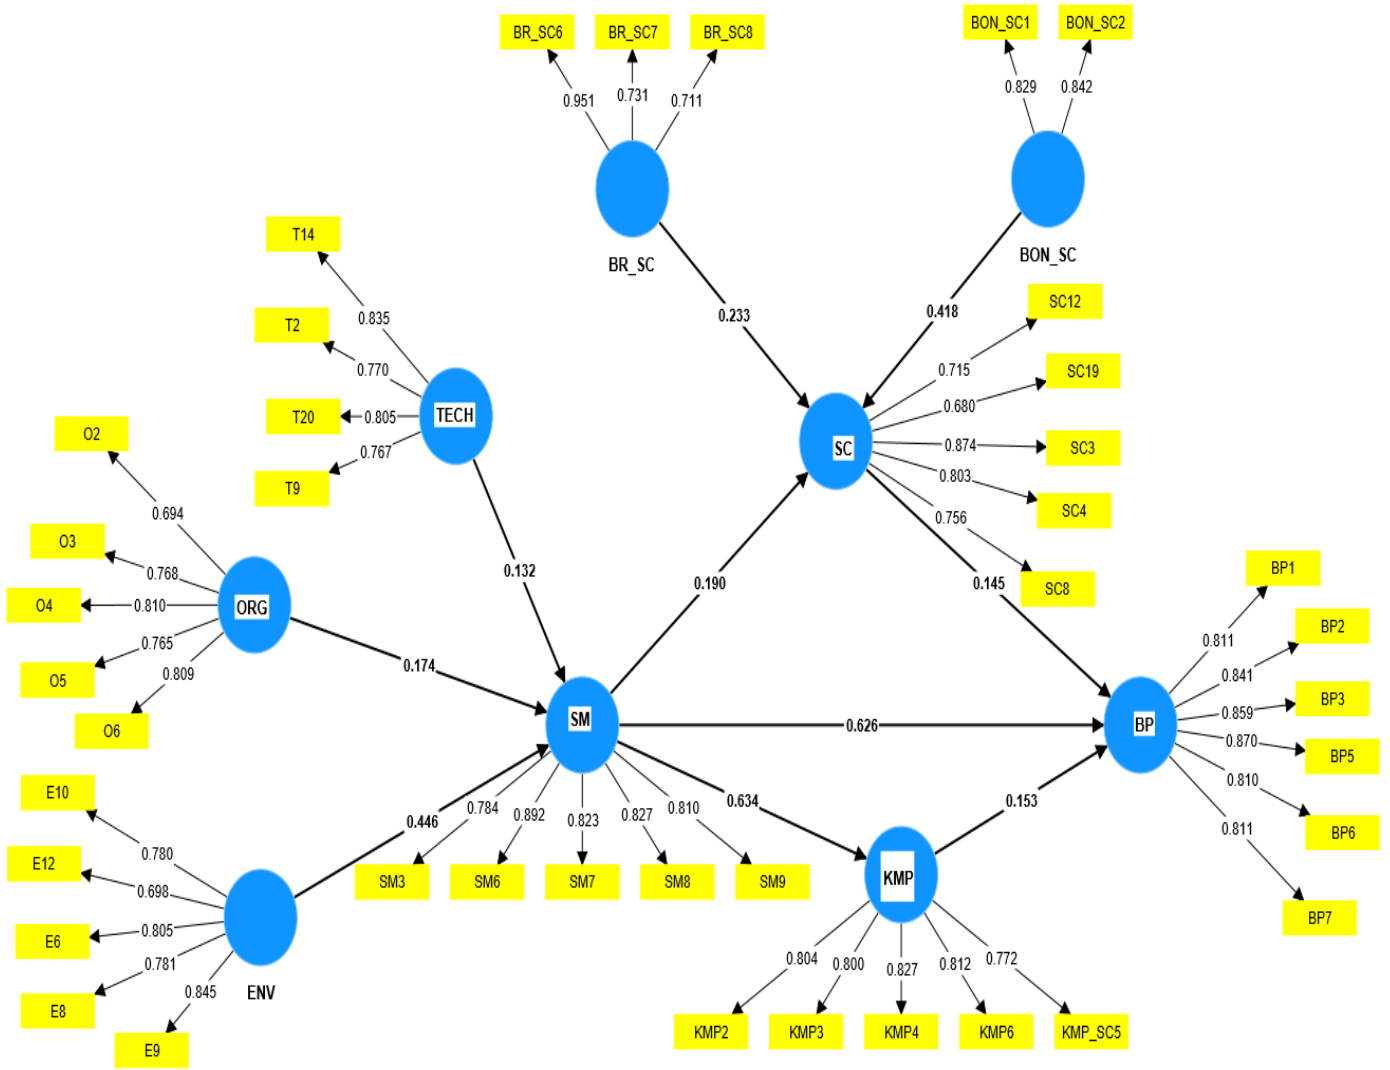 BR_SC6
BR_SC7
BR_SC8
BON_SC1
BON_SC2
0.951
0.731
0.711
0.829
0.842
BR_SC
BON_SC
T14
T2
T20
T9
0.835
0.770
0.805
0.767
TECH
0.233
0.418
SC12
SC19
SC3
SC4
SC8
0.715
0.680
0.874
0.803
0.756
SC
O2
O3
O4
O5
O6
0.694
0.768
0.810
0.765
0.809
ORG
0.132
0.174
0.190
0.145
SM
0.626
BP
BP1
BP2
BP3
BP5
BP6
BP7
0.811
0.841
0.859
0.870
0.810
0.811
E10
E12
E6
E8
E9
0.780
0.698
0.805
0.781
0.845
ENV
0.446
0.784
0.892
0.823
0.827
0.810
SM3
SM6
SM7
SM8
SM9
0.634
0.153
KMP
0.804
0.800
0.827
0.812
0.772
KMP2
KMP3
KMP4
KMP6
KMP_SC5